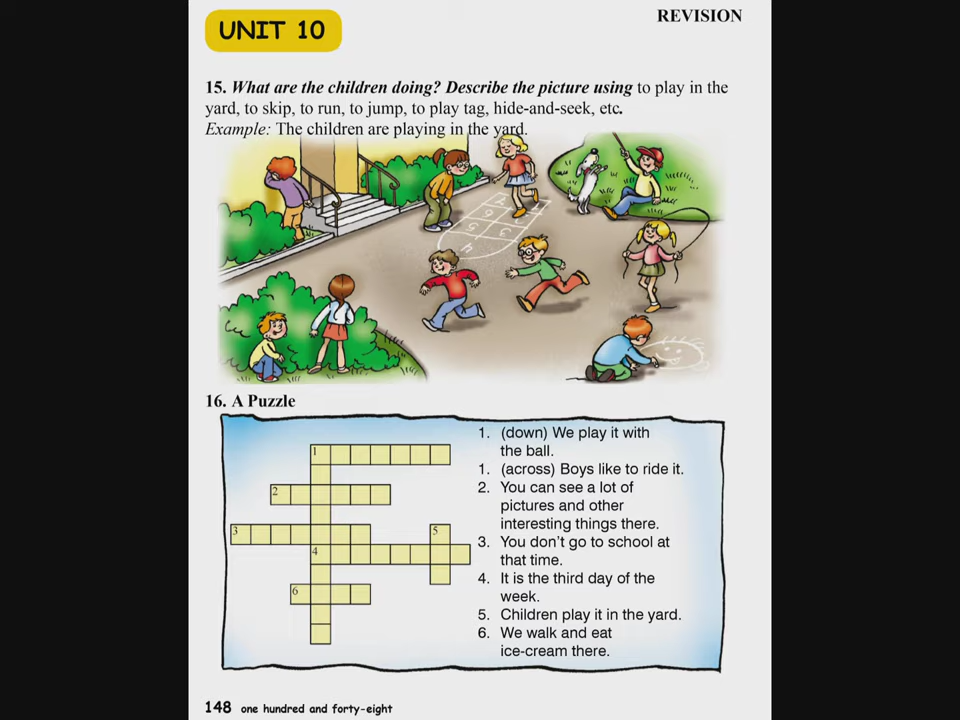 UNIT 10
REVISION
15. What are the children doing? Describe the picture using to play in the
yard, to skip, to run, to jump, to play tag, hide-and-seek, etc.
Example: The children are playing in the yard.
7
6
5
3
4
16. A Puzzle
1
2
3
5
4
6
1. (down) We play it with
the ball.
1. (across) Boys like to ride it.
2. You can see a lot of
pictures and other
interesting things there.
3. You don't go to school at
that time.
4. It is the third day of the
week.
5. Children play it in the yard.
6. We walk and eat
ice-cream there.
148 one hundred and forty-eight